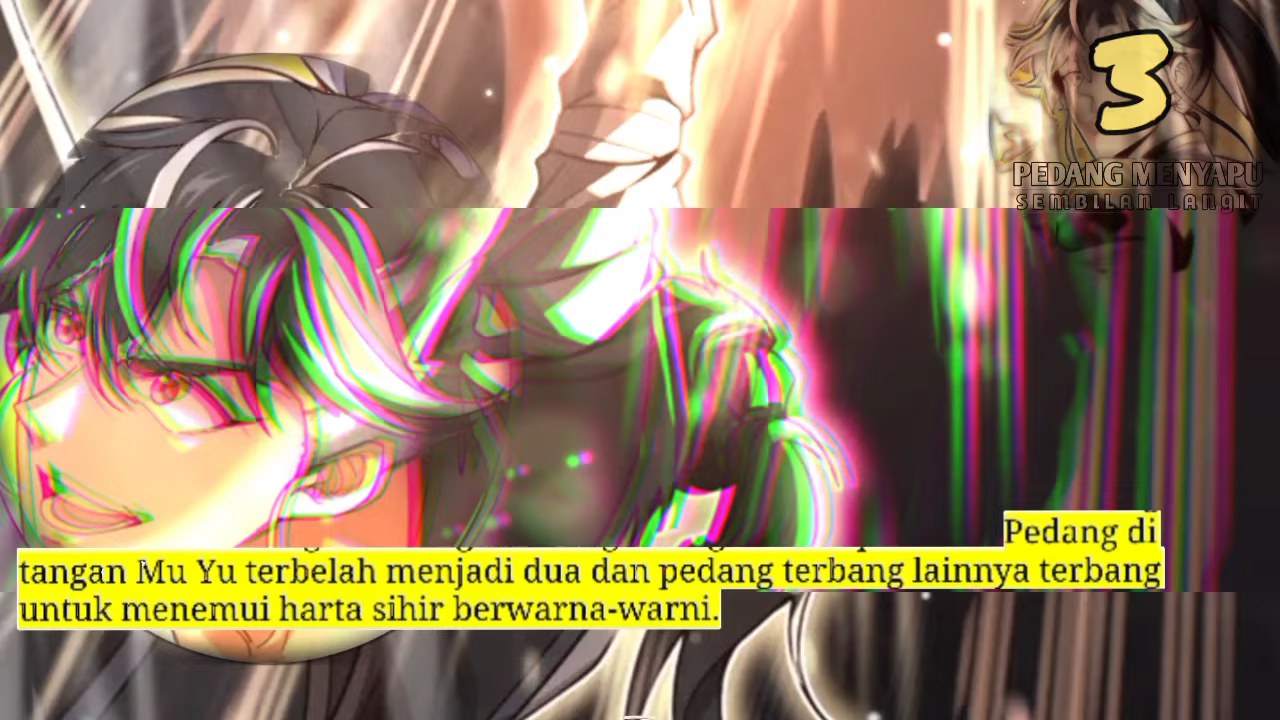 3
PEDANG MENYAPU
SEMBILAN LANGIT
Pedang di
tangan Mu Yu terbelah menjadi dua dan pedang terbang lainnya terbang
untuk menemui harta sihir berwarna-warni.